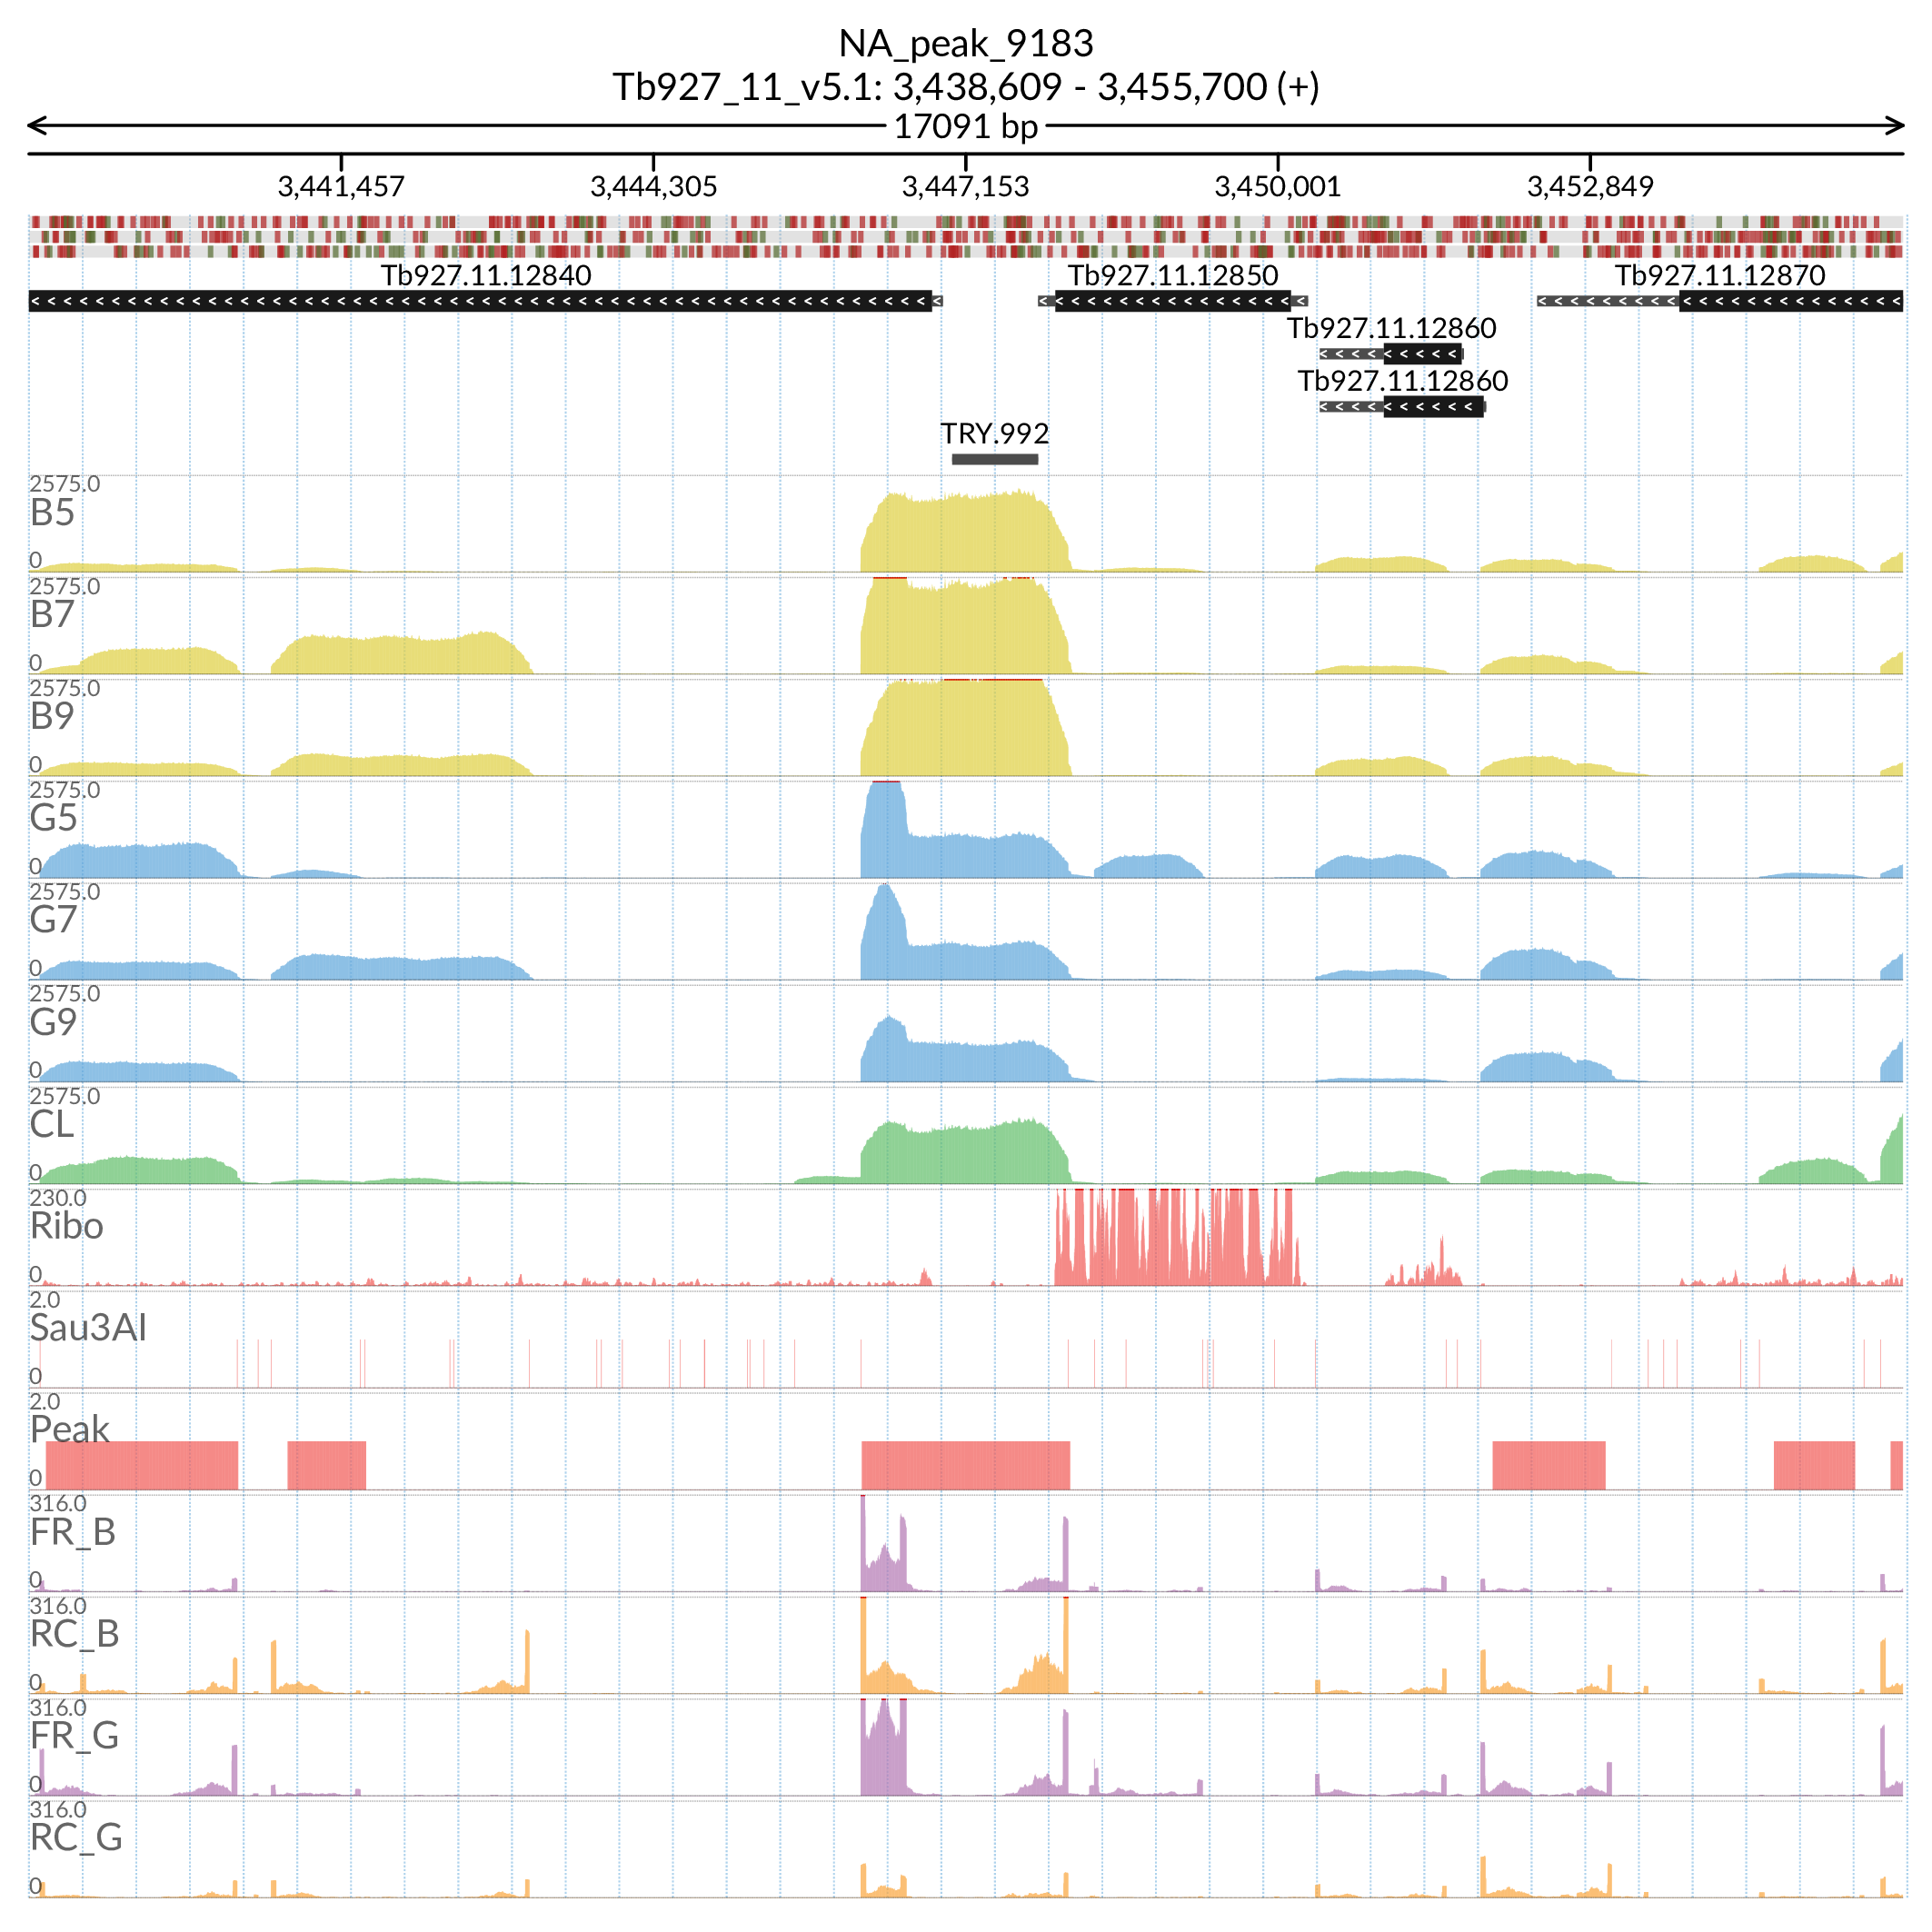 NA_peak_9183
Tb927_11_v5.1: 3,438,609 - 3,455,700 (+)
17091 bp
3,441,457 3,444,305 3,447,153 3,450,001 3,452,849
Tb927.11.12840 Tb927.11.12850 Tb927.11.12870
Tb927.11.12860
Tb927.11.12860
TRY.992
2575.0
B5
0
2575.0
B7
0
2575.0
B9
0
2575.0
G5
0
2575.0
G7
0
2575.0
G9
0
2575.0
CL
0
230.0
Ribo
0
2.0
Sau3AI
0
2.0
Peak
0
316.0
FR_B
0
316.0
RC_B
0
316.0
FR_G
0
316.0
RC_G
0